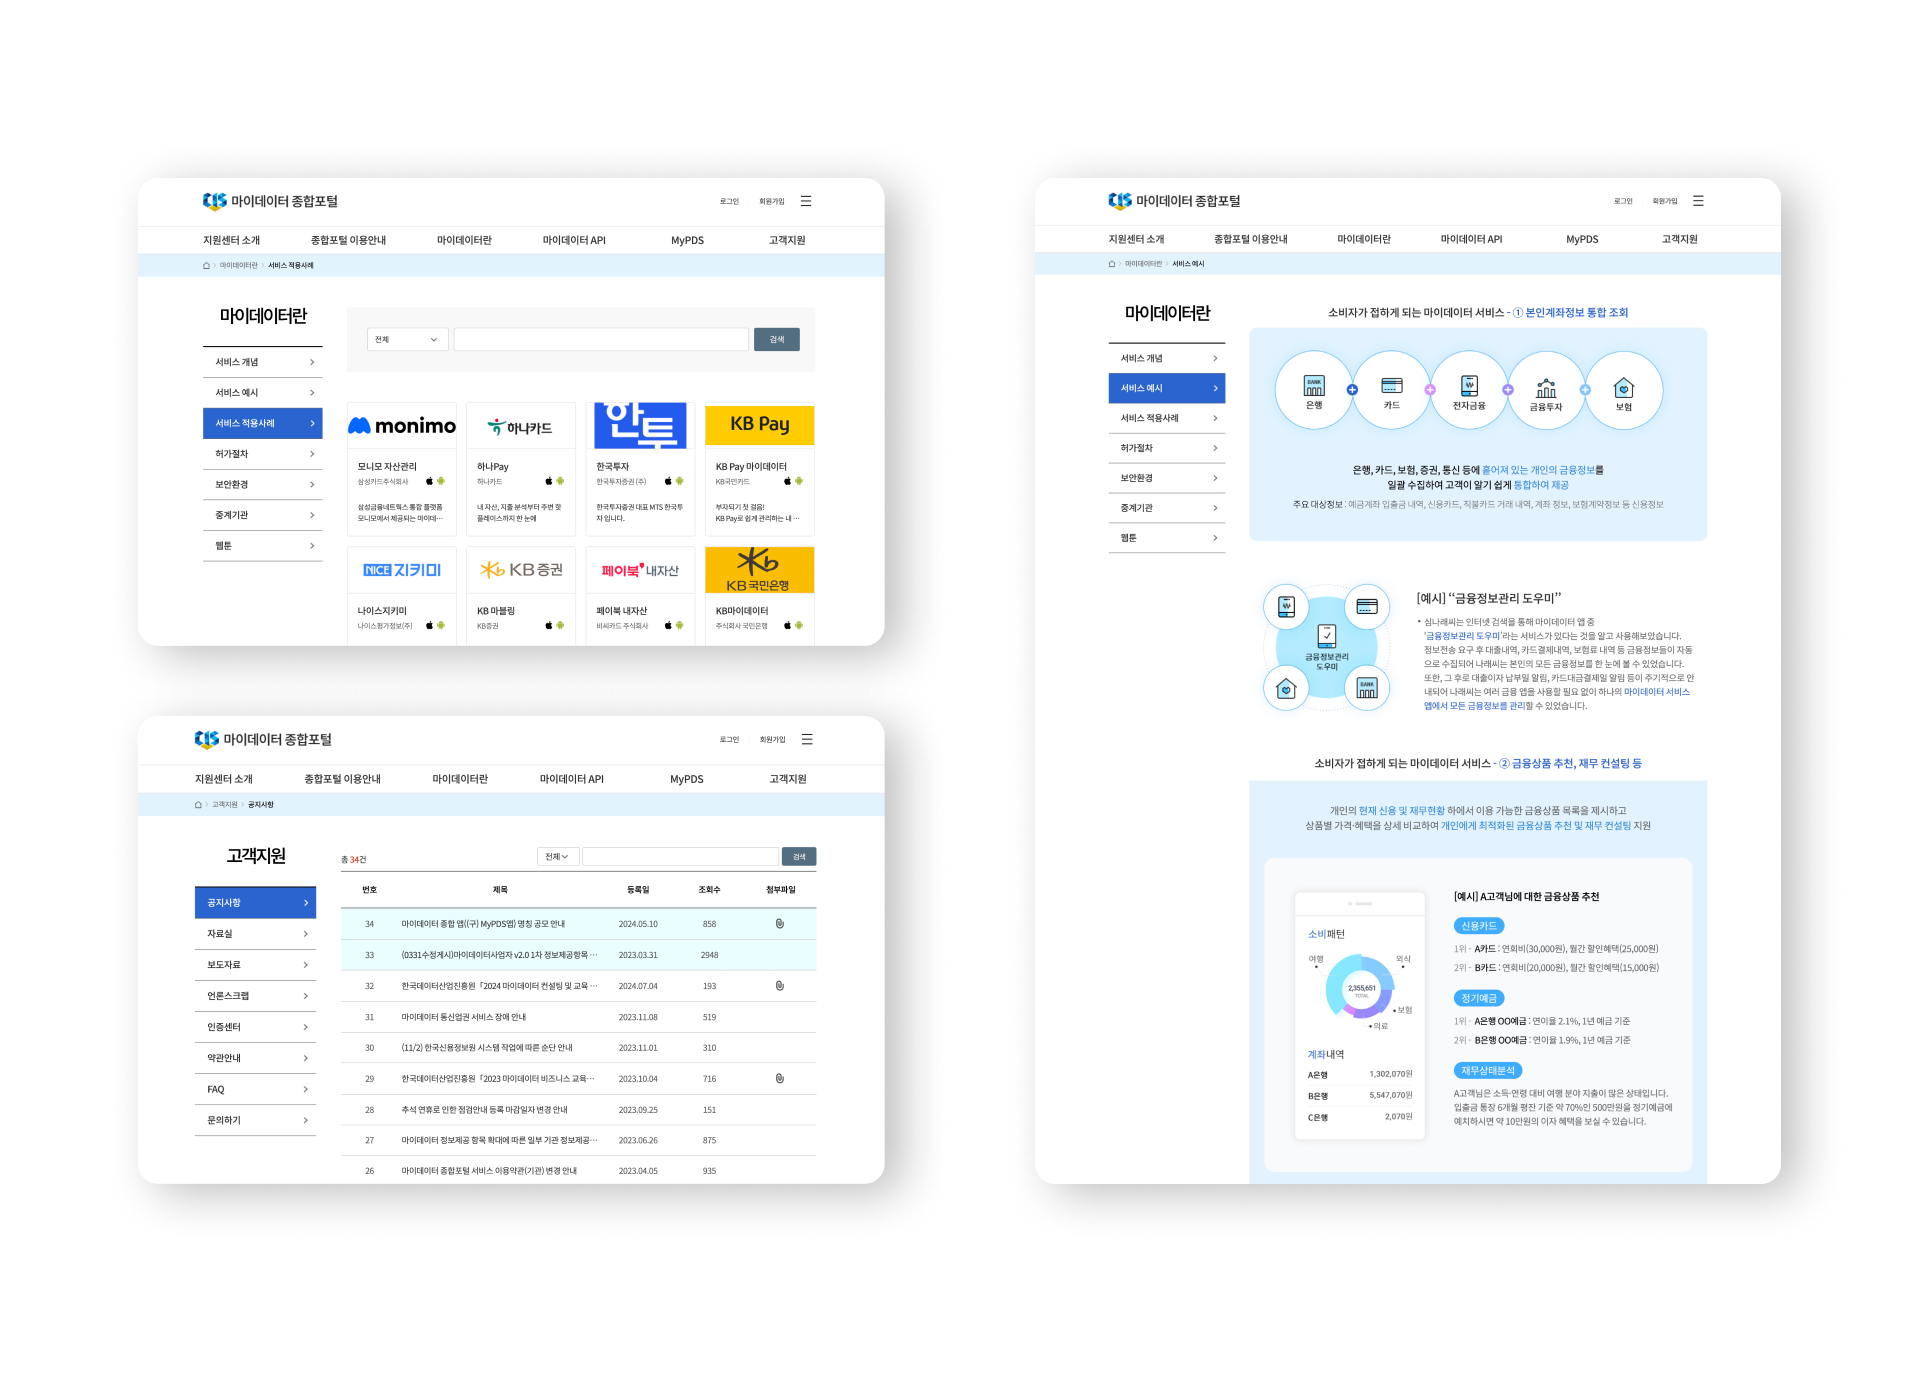 CIS 마이데이터 종합포털
로그인 회원가입
지원센터 소개 종합포털 이용안내 마이데이터란 마이데이터 API MyPDS 고객지원
마이데이터란 > 서비스 적용사례
마이데이터란
서비스 개념
서비스 예시
서비스 적용사례
허가절차
보안환경
중계기관
웹툰
전체 검색
monimo
모니모 자산관리
삼성카드주식회사
삼성금융네트웍스 통합 플랫폼
모니모에서 제공되는 마이데…
하나카드
하나Pay
하나카드
내 자산, 지출 분석부터 주변 핫
플레이스까지 한 눈에
한투
한국투자
한국투자증권 (주)
한국투자증권 대표 MTS 한국투
자 입니다.
KB Pay
KB Pay 마이데이터
KB국민카드
부자되기 첫 걸음!
KB Pay로 쉽게 관리하는 내 …
NICE 지키미
나이스지키미
나이스평가정보(주)
KB 증권
KB 마블링
KB증권
페이북 내자산
페이북 내자산
비씨카드 주식회사
KB 국민은행
KB마이데이터
주식회사 국민은행
CIS 마이데이터 종합포털
로그인 회원가입
지원센터 소개 종합포털 이용안내 마이데이터란 마이데이터 API MyPDS 고객지원
고객지원 > 공지사항
고객지원
공지사항
자료실
보도자료
언론스크랩
인증센터
약관안내
FAQ
문의하기
총 34건
전체 검색
번호 제목 등록일 조회수 첨부파일
34 마이데이터 종합 앱((구) MyPDS앱) 명칭 공모 안내 2024.05.10 858
33 (0331수정게시)마이데이터사업자 v2.0 1차 정보제공항목 … 2023.03.31 2948
32 한국데이터산업진흥원「2024 마이데이터 컨설팅 및 교육 … 2024.07.04 193
31 마이데이터 통신업권 서비스 장애 안내 2023.11.08 519
30 (11/2) 한국신용정보원 시스템 작업에 따른 순단 안내 2023.11.01 310
29 한국데이터산업진흥원「2023 마이데이터 비즈니스 교육… 2023.10.04 716
28 추석 연휴로 인한 점검안내 등록 마감일자 변경 안내 2023.09.25 151
27 마이데이터 정보제공 항목 확대에 따른 일부 기관 정보제공… 2023.06.26 875
26 마이데이터 종합포털 서비스 이용약관(기관) 변경 안내 2023.04.05 935
CIS 마이데이터 종합포털
로그인 회원가입
지원센터 소개 종합포털 이용안내 마이데이터란 마이데이터 API MyPDS 고객지원
마이데이터란 > 서비스 예시
마이데이터란
서비스 개념
서비스 예시
서비스 적용사례
허가절차
보안환경
중계기관
웹툰
소비자가 접하게 되는 마이데이터 서비스 - ① 본인계좌정보 통합 조회
BANK
은행 카드 전자금융 금융투자 보험
은행, 카드, 보험, 증권, 통신 등에 흩어져 있는 개인의 금융정보를
일괄 수집하여 고객이 알기 쉽게 통합하여 제공
주요 대상정보 : 예금계좌 입출금 내역, 신용카드, 직불카드 거래 내역, 계좌 정보, 보험계약정보 등 신용정보
금융정보관리
도우미
BANK
[예시] “금융정보관리 도우미”
• 심나래씨는 인터넷 검색을 통해 마이데이터 앱 중
‘금융정보관리 도우미’라는 서비스가 있다는 것을 알고 사용해보았습니다.
정보전송 요구 후 대출내역, 카드결제내역, 보험료 내역 등 금융정보들이 자동
으로 수집되어 나래씨는 본인의 모든 금융정보를 한 눈에 볼 수 있었습니다.
또한, 그 후로 대출이자 납부일 알림, 카드대금결제일 알림 등이 주기적으로 안
내되어 나래씨는 여러 금융 앱을 사용할 필요 없이 하나의 마이데이터 서비스
앱에서 모든 금융정보를 관리할 수 있었습니다.
소비자가 접하게 되는 마이데이터 서비스 - ② 금융상품 추천, 재무 컨설팅 등
개인의 현재 신용 및 재무현황 하에서 이용 가능한 금융상품 목록을 제시하고
상품별 가격·혜택을 상세 비교하여 개인에게 최적화된 금융상품 추천 및 재무 컨설팅 지원
소비패턴
여행 외식
2,355,651
TOTAL
보험
의료
계좌내역
A은행 1,302,070원
B은행 5,547,070원
C은행 2,070원
[예시] A고객님에 대한 금융상품 추천
신용카드
1위 - A카드 : 연회비(30,000원), 월간 할인혜택(25,000원)
2위 - B카드 : 연회비(20,000원), 월간 할인혜택(15,000원)
정기예금
1위 - A은행 OO예금 : 연이율 2.1%, 1년 예금 기준
2위 - B은행 OO예금 : 연이율 1.9%, 1년 예금 기준
재무상태분석
A고객님은 소득·연령 대비 여행 분야 지출이 많은 상태입니다.
입출금 통장 6개월 평잔 기준 약 70%인 500만원을 정기예금에
예치하시면 약 10만원의 이자 혜택을 보실 수 있습니다.